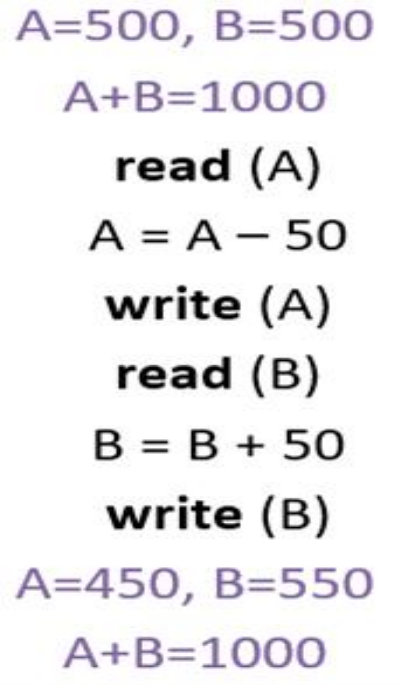 A=500, B=500
A+B=1000
read (A)
A = A − 50
write (A)
read (B)
B = B + 50
write (B)
A=450, B=550
A+B=1000